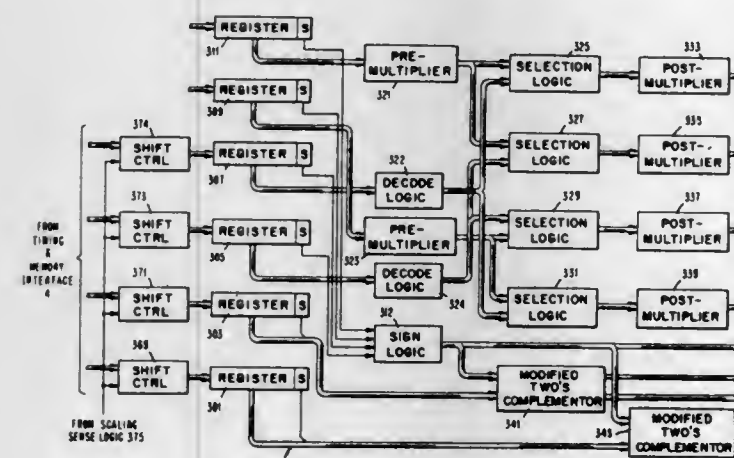 REGISTER S
311
PRE-
MULTIPLIER
321
SELECTION
LOGIC
325
POST-
MULTIPLIER
333
REGISTER S
309
SELECTION
LOGIC
327
POST-
MULTIPLIER
335
374
SHIFT
CTRL
REGISTER S
307
322
DECODE
LOGIC
373
SHIFT
CTRL
REGISTER S
305
PRE-
MULTIPLIER
323
329
SELECTION
LOGIC
337
POST-
MULTIPLIER
DECODE
LOGIC
324
FROM
TIMING
&
MEMORY
INTERFACE
4
371
SHIFT
CTRL
REGISTER S
303
331
SELECTION
LOGIC
339
POST-
MULTIPLIER
312
SIGN
LOGIC
369
SHIFT
CTRL
REGISTER S
301
MODIFIED
TWO'S
COMPLEMENTOR
341
FROM SCALING
SENSE LOGIC 375
MODIFIED
TWO'S
COMPLEMENTOR
343